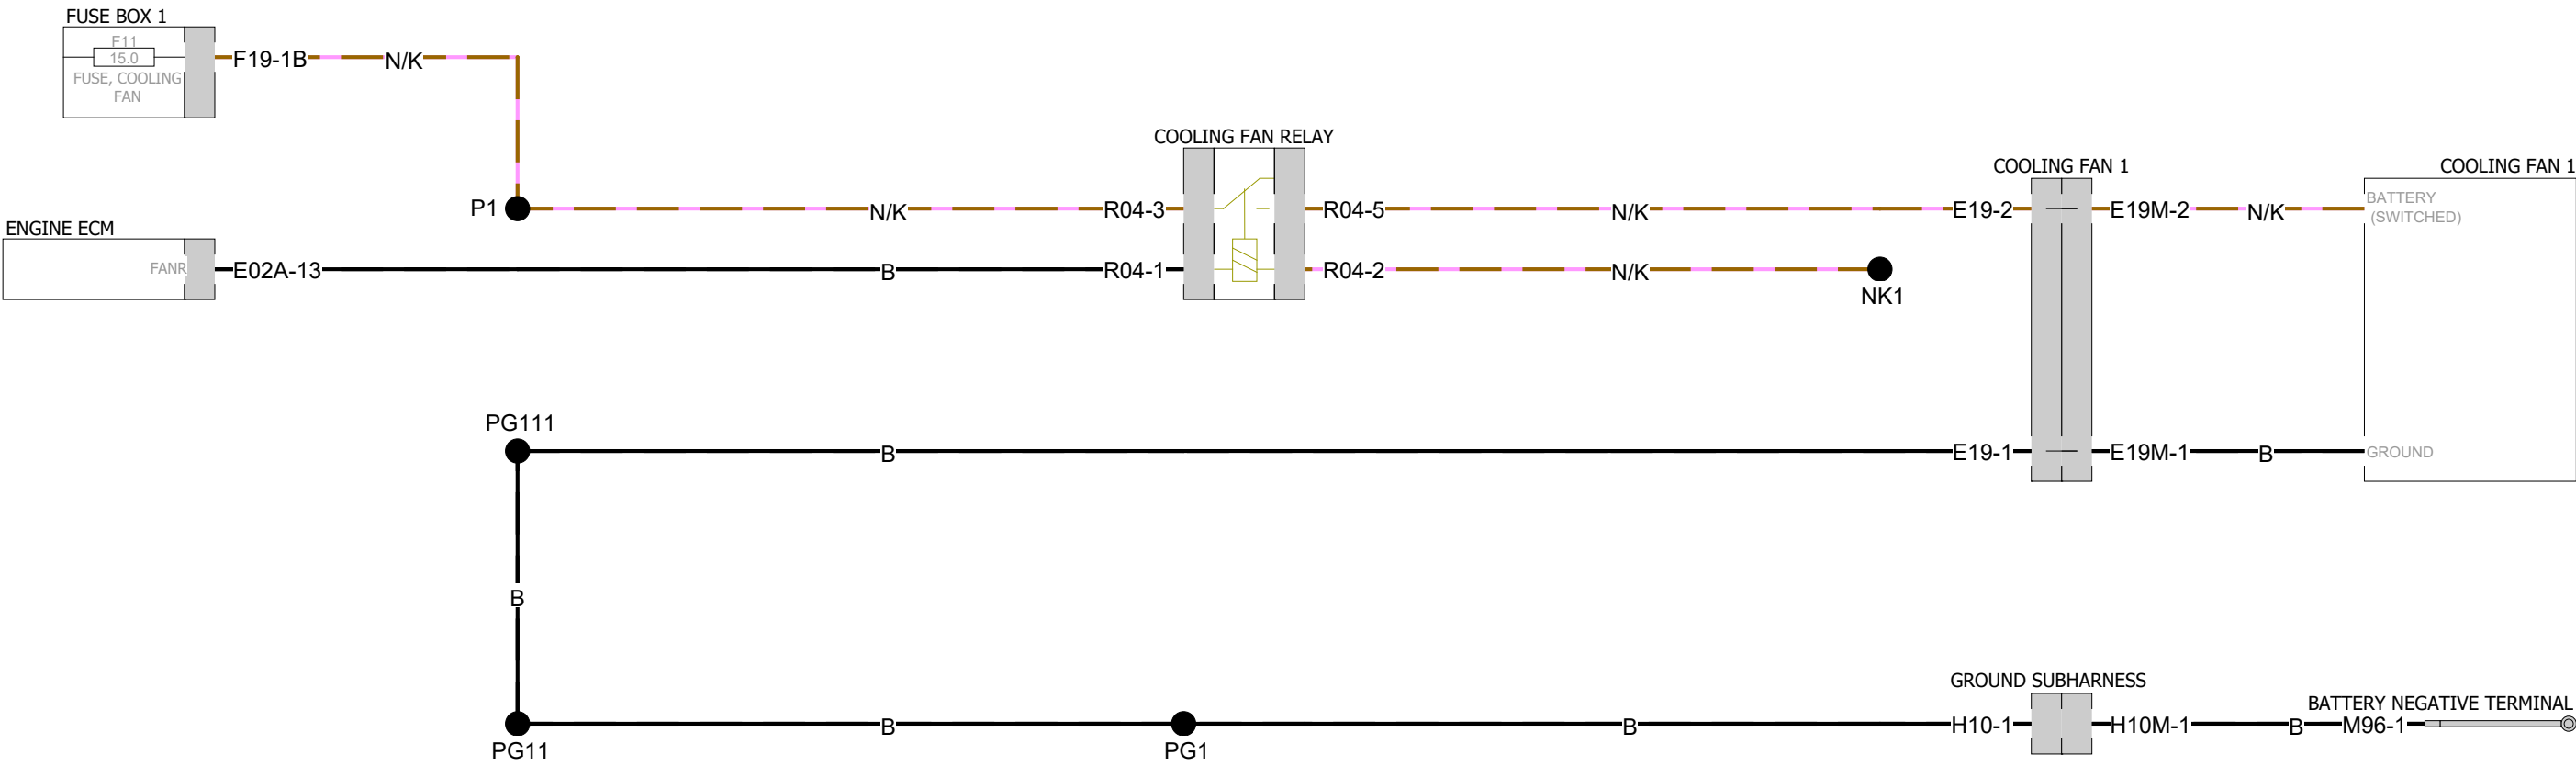 FUSE BOX 1
F11
15.0
FUSE, COOLING
FAN
F19-1B
N/K
COOLING FAN RELAY
COOLING FAN 1
COOLING FAN 1
P1
N/K
R04-3
R04-5
N/K
E19-2
E19M-2
N/K
BATTERY
(SWITCHED)
ENGINE ECM
FANR
E02A-13
B
R04-1
R04-2
N/K
NK1
PG111
B
E19-1
E19M-1
B
GROUND
B
GROUND SUBHARNESS
BATTERY NEGATIVE TERMINAL
PG11
B
PG1
B
H10-1
H10M-1
B
M96-1